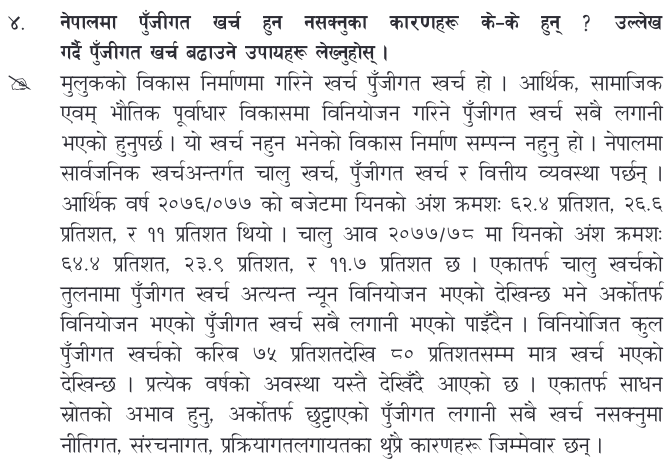 ४. नेपालमा पुँजीगत खर्च हुन नसक्नुका कारणहरू के-के हुन् ? उल्लेख
गर्दै पुँजीगत खर्च बढाउने उपायहरू लेख्नुहोस् ।
मुलुकको विकास निर्माणमा गरिने खर्च पुँजीगत खर्च हो । आर्थिक, सामाजिक
एवम् भौतिक पूर्वाधार विकासमा विनियोजन गरिने पुँजीगत खर्च सबै लगानी
भएको हुनुपर्छ । यो खर्च नहुन भनेको विकास निर्माण सम्पन्न नहुनु हो । नेपालमा
सार्वजनिक खर्चअन्तर्गत चालु खर्च, पुँजीगत खर्च र वित्तीय व्यवस्था पर्छन् ।
आर्थिक वर्ष २०७६/०७७ को बजेटमा यिनको अंश क्रमशः ६२.४ प्रतिशत, २६.६
प्रतिशत, र ११ प्रतिशत थियो । चालु आव २०७७/७८ मा यिनको अंश क्रमशः
६४.४ प्रतिशत, २३.९ प्रतिशत, र ११.७ प्रतिशत छ । एकातर्फ चालु खर्चको
तुलनामा पुँजीगत खर्च अत्यन्त न्यून विनियोजन भएको देखिन्छ भने अर्कोतर्फ
विनियोजन भएको पुँजीगत खर्च सबै लगानी भएको पाइँदैन । विनियोजित कुल
पुँजीगत खर्चको करिब ७५ प्रतिशतदेखि ८० प्रतिशतसम्म मात्र खर्च भएको
देखिन्छ । प्रत्येक वर्षको अवस्था यस्तै देखिँदै आएको छ । एकातर्फ साधन
स्रोतको अभाव हुनु, अर्कोतर्फ छुट्टाएको पुँजीगत लगानी सबै खर्च नसक्नुमा
नीतिगत, संरचनागत, प्रक्रियागतलगायतका थुप्रै कारणहरू जिम्मेवार छन् ।